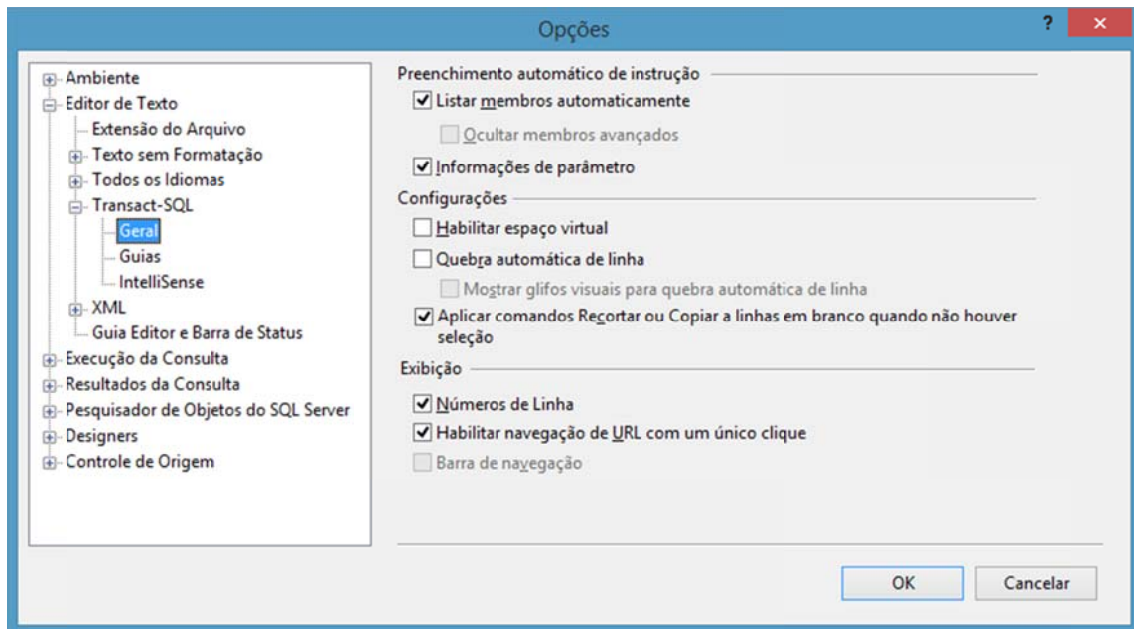 Opções
?
Ambiente
Editor de Texto
Extensão do Arquivo
Texto sem Formatação
Todos os Idiomas
Transact-SQL
Geral
Guias
IntelliSense
XML
Guia Editor e Barra de Status
Execução da Consulta
Resultados da Consulta
Pesquisador de Objetos do SQL Server
Designers
Controle de Origem
Preenchimento automático de instrução
Listar membros automaticamente
Ocultar membros avançados
Informações de parâmetro
Configurações
Habilitar espaço virtual
Quebra automática de linha
Mostrar glifos visuais para quebra automática de linha
Aplicar comandos Recortar ou Copiar a linhas em branco quando não houver
seleção
Exibição
Números de Linha
Habilitar navegação de URL com um único clique
Barra de navegação
OK
Cancelar